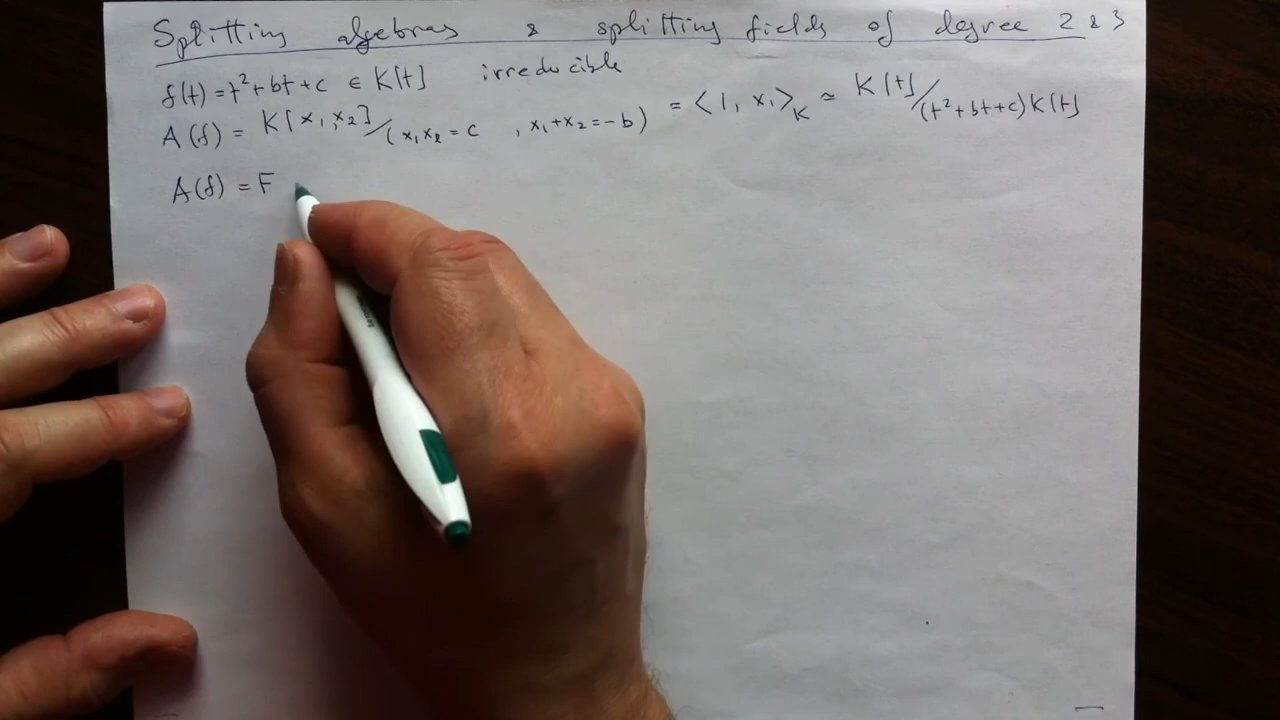 Splitting algebras & splitting fields of degree 2 & 3
f(t) = t² + bt + c ∈ K[t] irreducible
A(f) = K[x₁, x₂]/(x₁x₂ = c , x₁ + x₂ = -b) = ⟨1, x₁⟩_K ≃ K[t]/(t² + bt + c)K[t]
A(f) = F